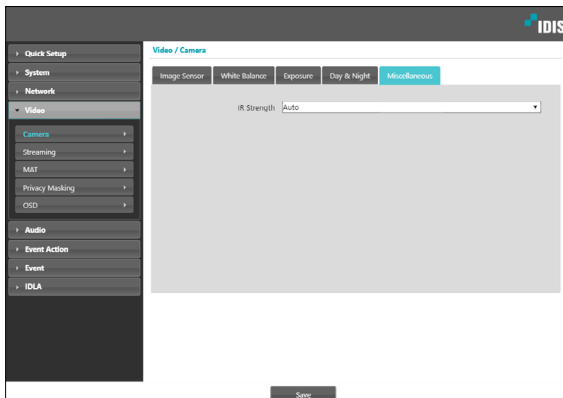 IDIS
Quick Setup
System
Network
Video
Camera
Streaming
MAT
Privacy Masking
OSD
Audio
Event Action
Event
IDLA
Video / Camera
Image Sensor White Balance Exposure Day & Night Miscellaneous
IR Strength Auto
Save